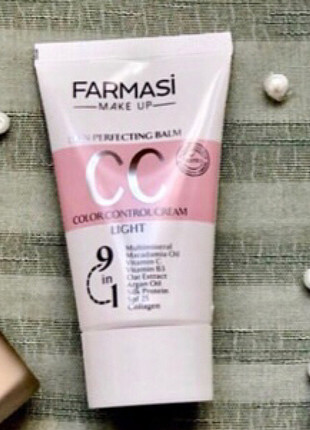 FARMASİ
MAKE UP
SKIN PERFECTING BALM
CC
COLOR CONTROL CREAM
LIGHT
9 in 1
Multimineral
Macadamia Oil
Vitamin C
Vitamin B3
Oat Extract
Argan Oil
Silk Protein
Spf 25
Collagen